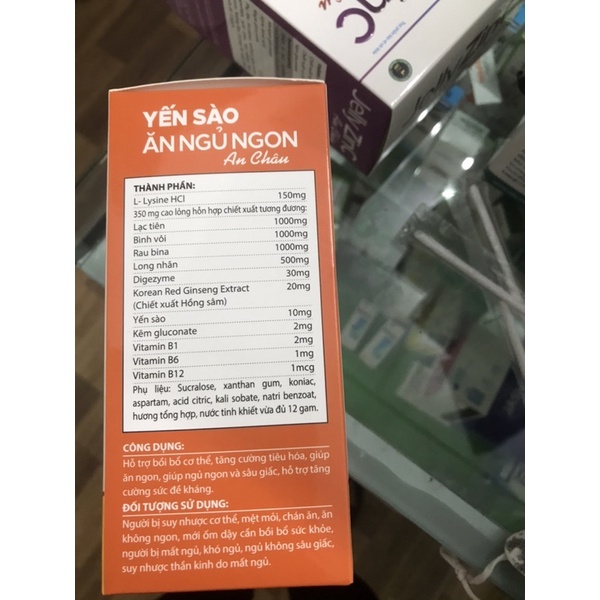 YẾN SÀO
ĂN NGỦ NGON
An Châu
THÀNH PHẦN:
L- Lysine HCl 150mg
350 mg cao lỏng hỗn hợp chiết xuất tương đương:
Lạc tiên 1000mg
Bình vôi 1000mg
Rau bina 1000mg
Long nhãn 500mg
Digezyme 30mg
Korean Red Ginseng Extract 20mg
(Chiết xuất Hồng sâm)
Yến sào 10mg
Kẽm gluconate 2mg
Vitamin B1 2mg
Vitamin B6 1mg
Vitamin B12 1mcg
Phụ liệu: Sucralose, xanthan gum, koniac,
aspartam, acid citric, kali sobate, natri benzoat,
hương tổng hợp, nước tinh khiết vừa đủ 12 gam.
CÔNG DỤNG:
Hỗ trợ bồi bổ cơ thể, tăng cường tiêu hóa, giúp
ăn ngon, giúp ngủ ngon và sâu giấc, hỗ trợ tăng
cường sức đề kháng.
ĐỐI TƯỢNG SỬ DỤNG:
Người bị suy nhược cơ thể, mệt mỏi, chán ăn, ăn
không ngon, mới ốm dậy cần bồi bổ sức khỏe,
người bị mất ngủ, khó ngủ, ngủ không sâu giấc,
suy nhược thần kinh do mất ngủ.
Jelly Zinc